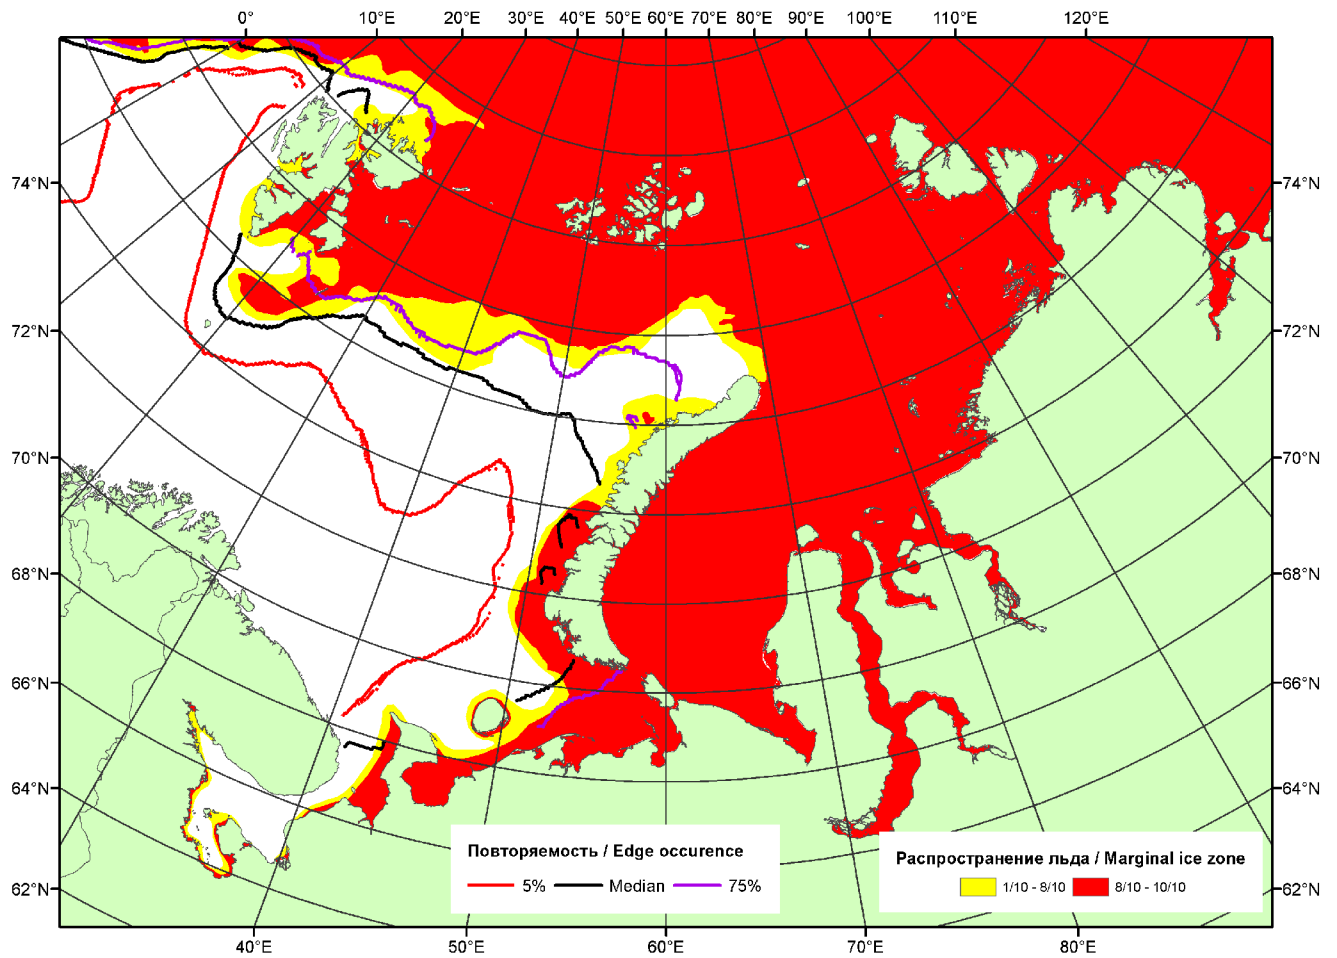 0° 10°E 20°E 30°E 40°E 50°E 60°E 70°E 80°E 90°E 100°E 110°E 120°E
74°N 74°N
72°N 72°N
70°N 70°N
68°N 68°N
66°N 66°N
64°N 64°N
62°N 62°N
Повторяемость / Edge occurence
5% Median 75%
Распространение льда / Marginal ice zone
1/10 - 8/10 8/10 - 10/10
40°E 50°E 60°E 70°E 80°E